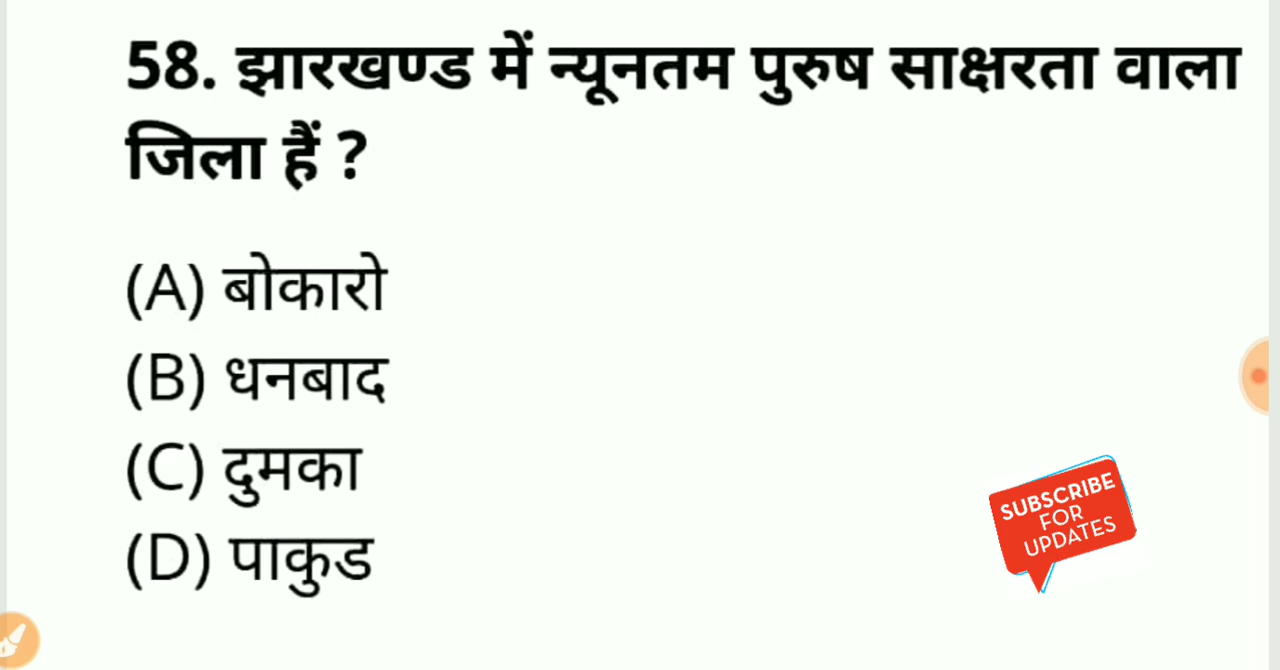 58. झारखण्ड में न्यूनतम पुरुष साक्षरता वाला
जिला हैं ?
(A) बोकारो
(B) धनबाद
(C) दुमका
(D) पाकुड
SUBSCRIBE
FOR
UPDATES